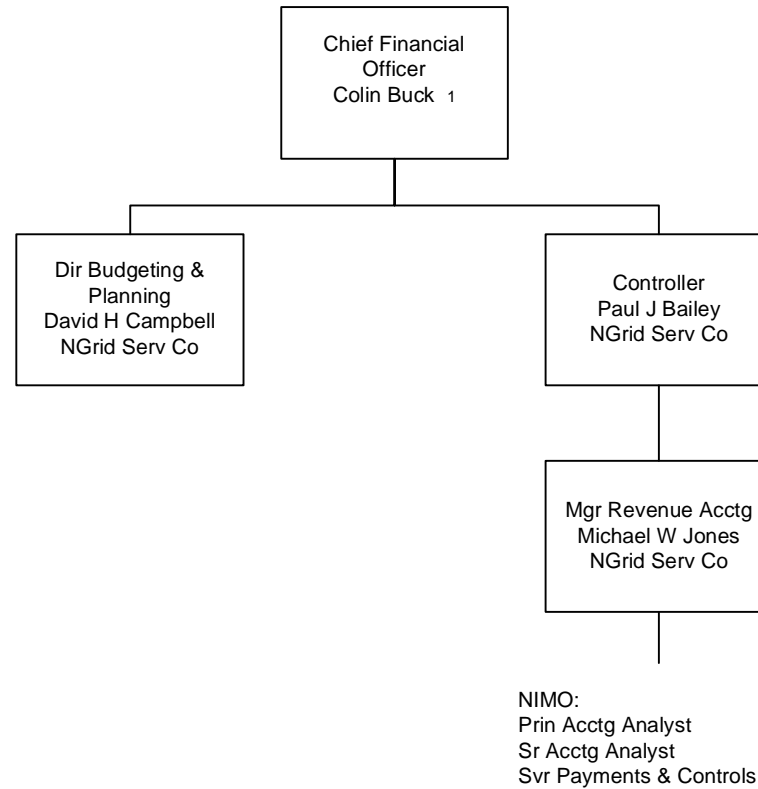 Chief Financial
Officer
Colin Buck 1
Dir Budgeting &
Planning
David H Campbell
NGrid Serv Co
Controller
Paul J Bailey
NGrid Serv Co
Mgr Revenue Acctg
Michael W Jones
NGrid Serv Co
NIMO:
Prin Acctg Analyst
Sr Acctg Analyst
Svr Payments & Controls